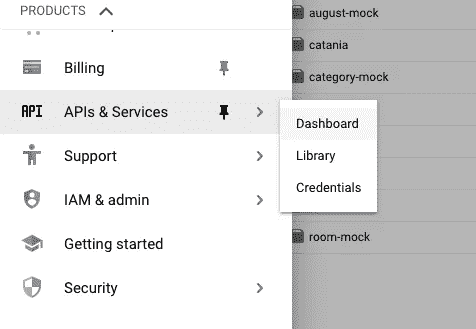 PRODUCTS
Billing
API APIs & Services
Support
IAM & admin
Getting started
Security
Dashboard
Library
Credentials
august-mock
catania
category-mock
room-mock